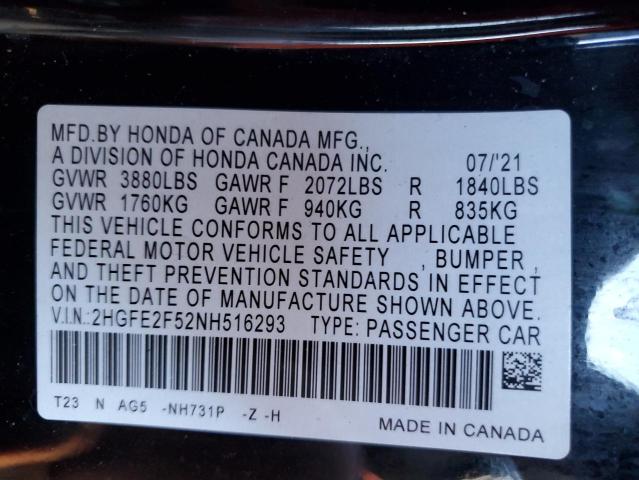 MFD.BY HONDA OF CANADA MFG.,
A DIVISION OF HONDA CANADA INC. 07/'21
GVWR 3880LBS GAWR F 2072LBS R 1840LBS
GVWR 1760KG GAWR F 940KG R 835KG
THIS VEHICLE CONFORMS TO ALL APPLICABLE
FEDERAL MOTOR VEHICLE SAFETY , BUMPER ,
AND THEFT PREVENTION STANDARDS IN EFFECT
ON THE DATE OF MANUFACTURE SHOWN ABOVE.
V.I.N.:2HGFE2F52NH516293 TYPE: PASSENGER CAR
T23 N AG5 -NH731P -Z -H
MADE IN CANADA